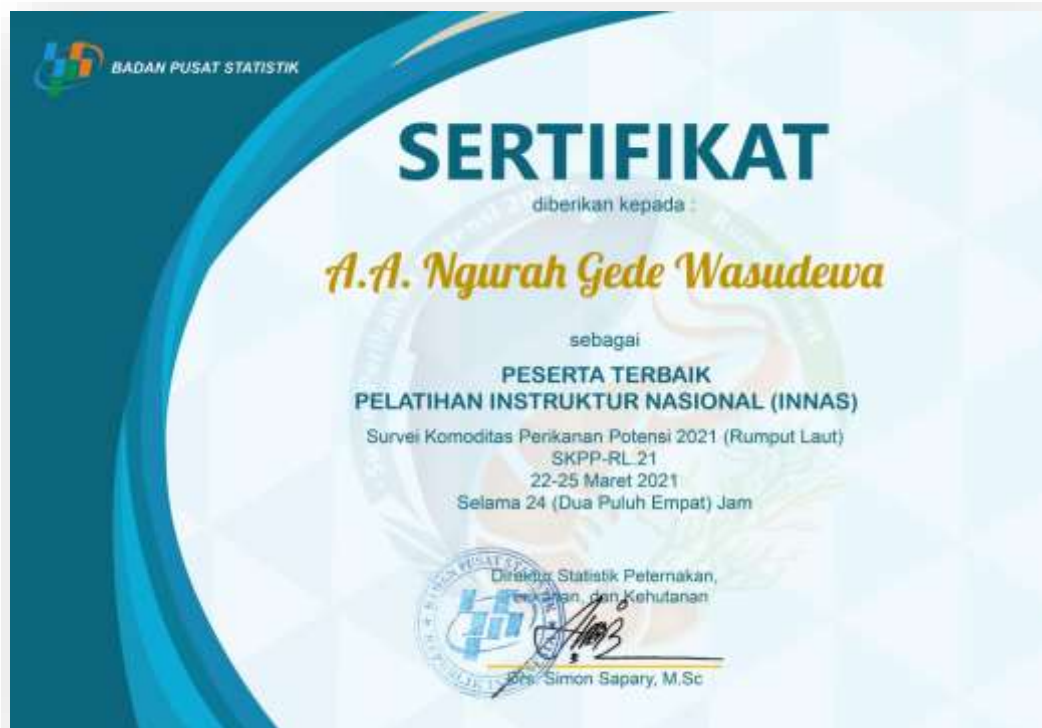 BADAN PUSAT STATISTIK
SERTIFIKAT
diberikan kepada :
A.A. Ngurah Gede Wasudewa
sebagai
PESERTA TERBAIK
PELATIHAN INSTRUKTUR NASIONAL (INNAS)
Survei Komoditas Perikanan Potensi 2021 (Rumput Laut)
SKPP-RL.21
22-25 Maret 2021
Selama 24 (Dua Puluh Empat) Jam
Direktur Statistik Peternakan,
Perikanan, dan Kehutanan
Drs. Simon Sapary, M.Sc